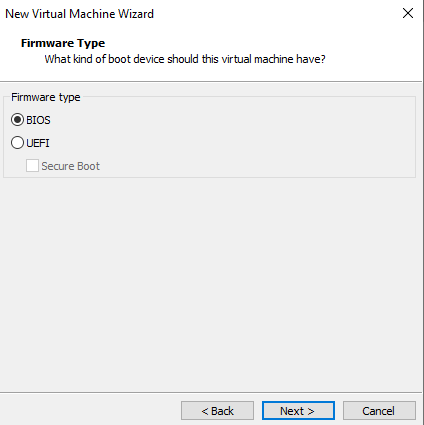 New Virtual Machine Wizard
Firmware Type
What kind of boot device should this virtual machine have?
Firmware type
BIOS
UEFI
Secure Boot
< Back
Next >
Cancel